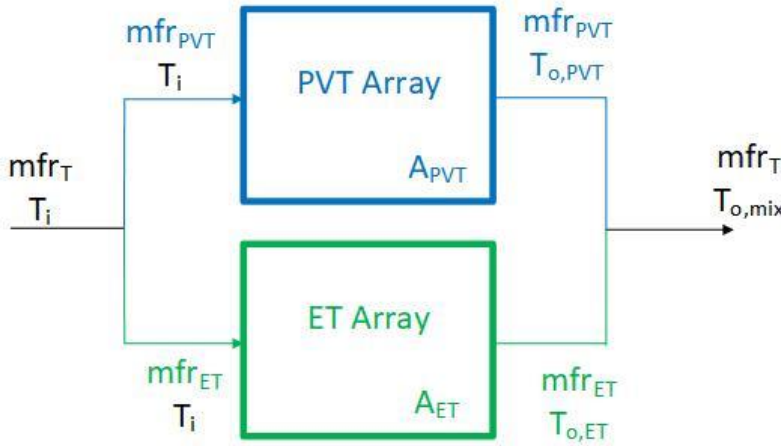 mfrPVT
Ti
PVT Array
APVT
mfrPVT
To,PVT
mfrT
Ti
mfrT
To,mix
mfrET
Ti
ET Array
AET
mfrET
To,ET